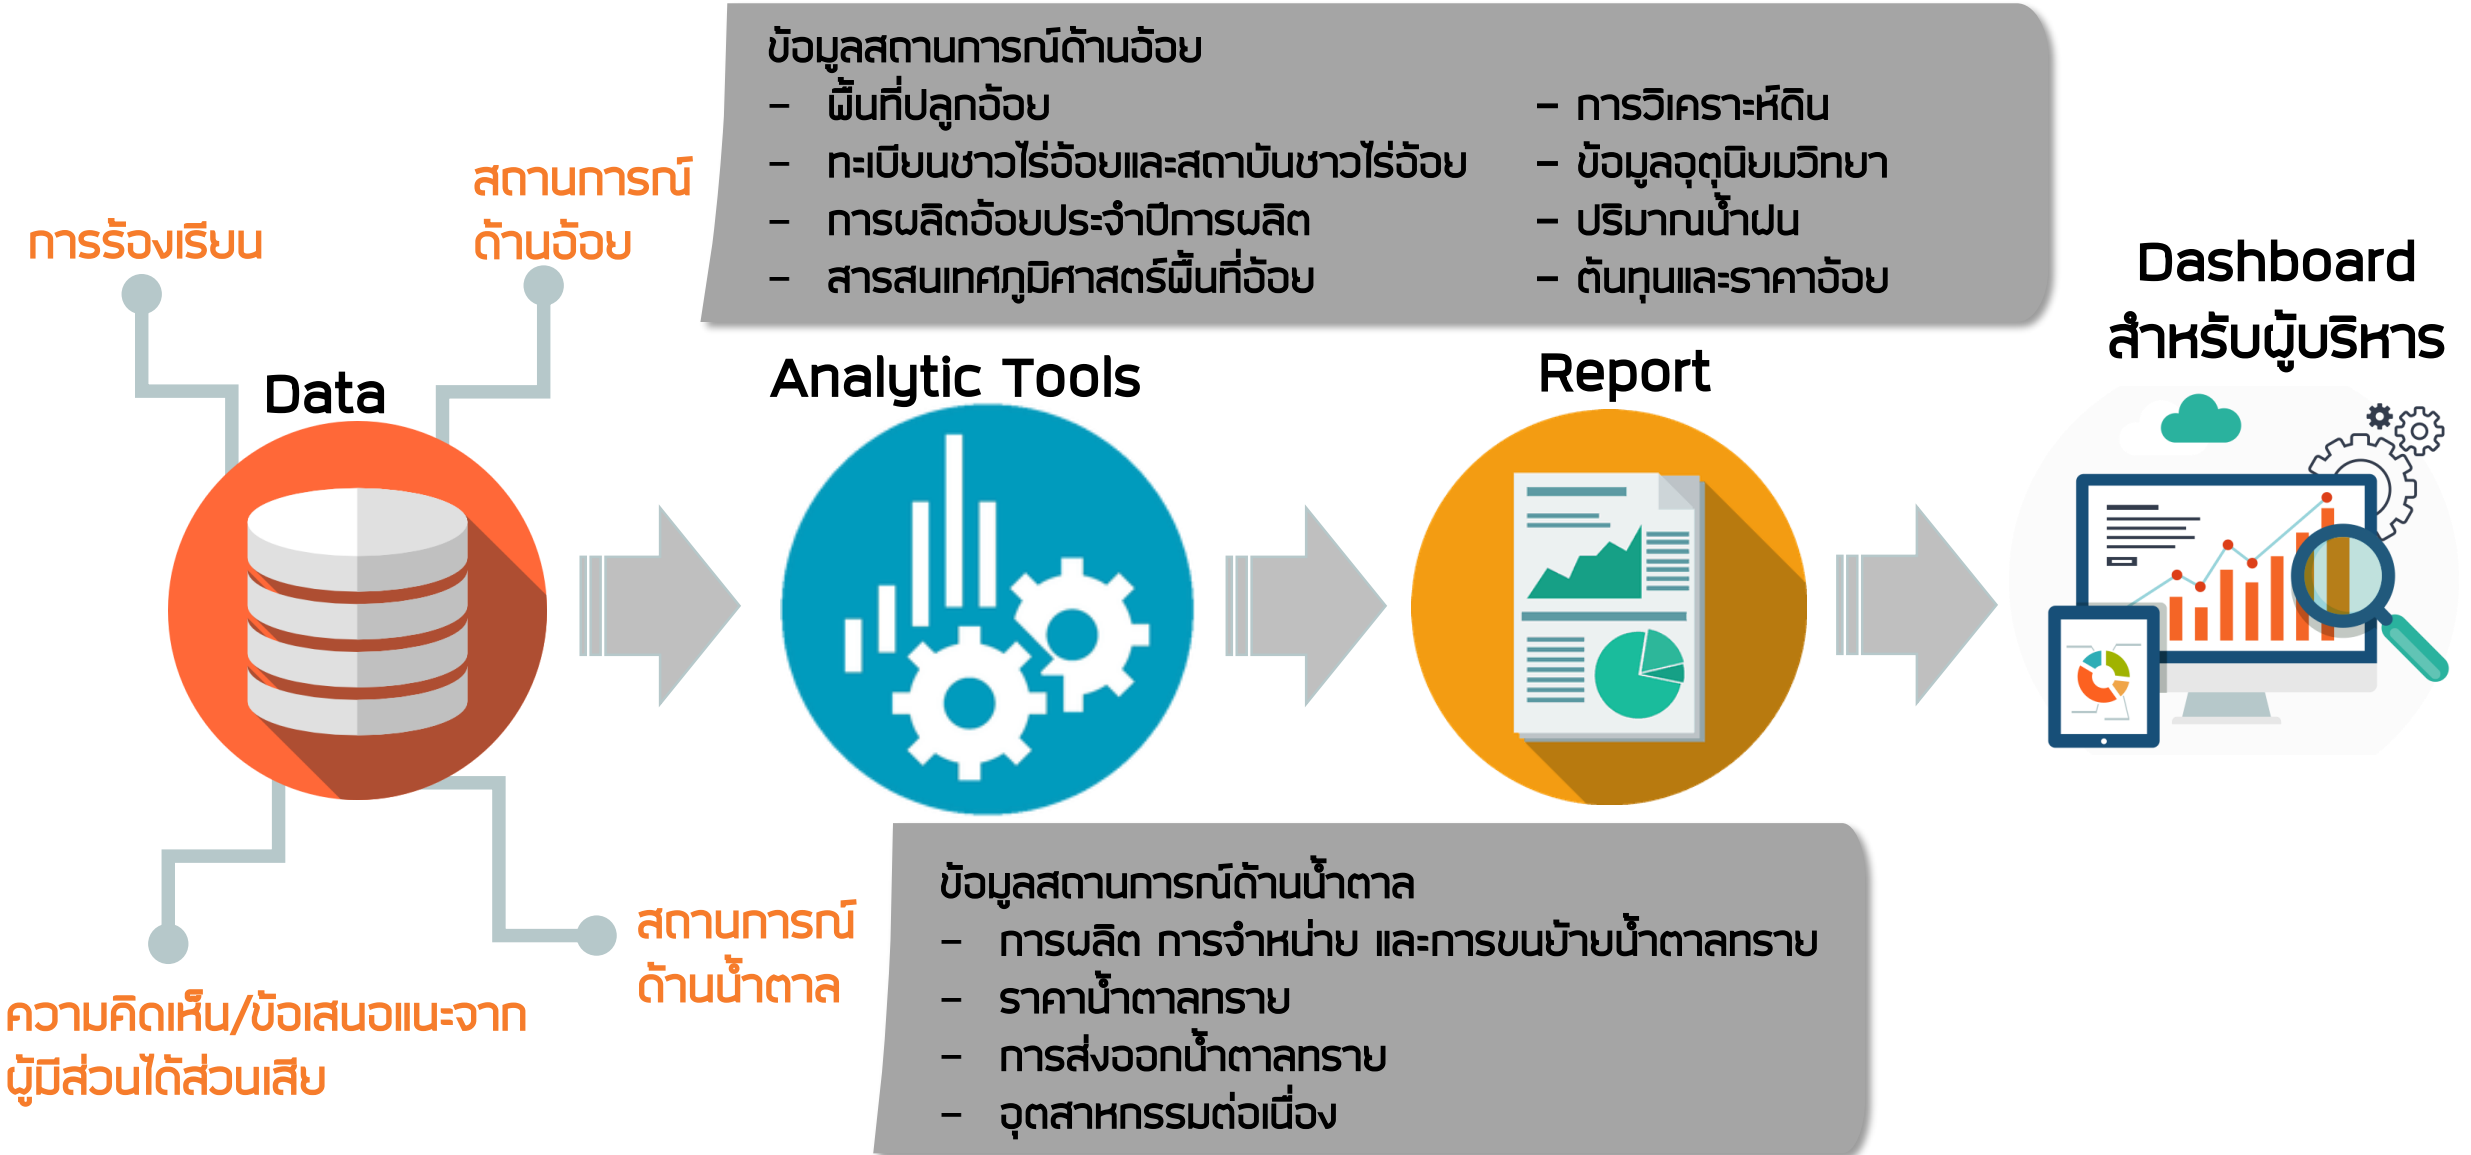 ข้อมูลสถานการณ์ด้านอ้อย
- พื้นที่ปลูกอ้อย
- ทะเบียนชาวไร่อ้อยและสถาบันชาวไร่อ้อย
- การผลิตอ้อยประจำปีการผลิต
- สารสนเทศภูมิศาสตร์พื้นที่อ้อย
- การวิเคราะห์ดิน
- ข้อมูลอุตุนิยมวิทยา
- ปริมาณน้ำฝน
- ต้นทุนและราคาอ้อย
การร้องเรียน
สถานการณ์
ด้านอ้อย
Data
Analytic Tools
Report
Dashboard
สำหรับผู้บริหาร
ความคิดเห็น/ข้อเสนอแนะจาก
ผู้มีส่วนได้ส่วนเสีย
สถานการณ์
ด้านน้ำตาล
ข้อมูลสถานการณ์ด้านน้ำตาล
- การผลิต การจำหน่าย และการขนย้ายน้ำตาลทราย
- ราคาน้ำตาลทราย
- การส่งออกน้ำตาลทราย
- อุตสาหกรรมต่อเนื่อง